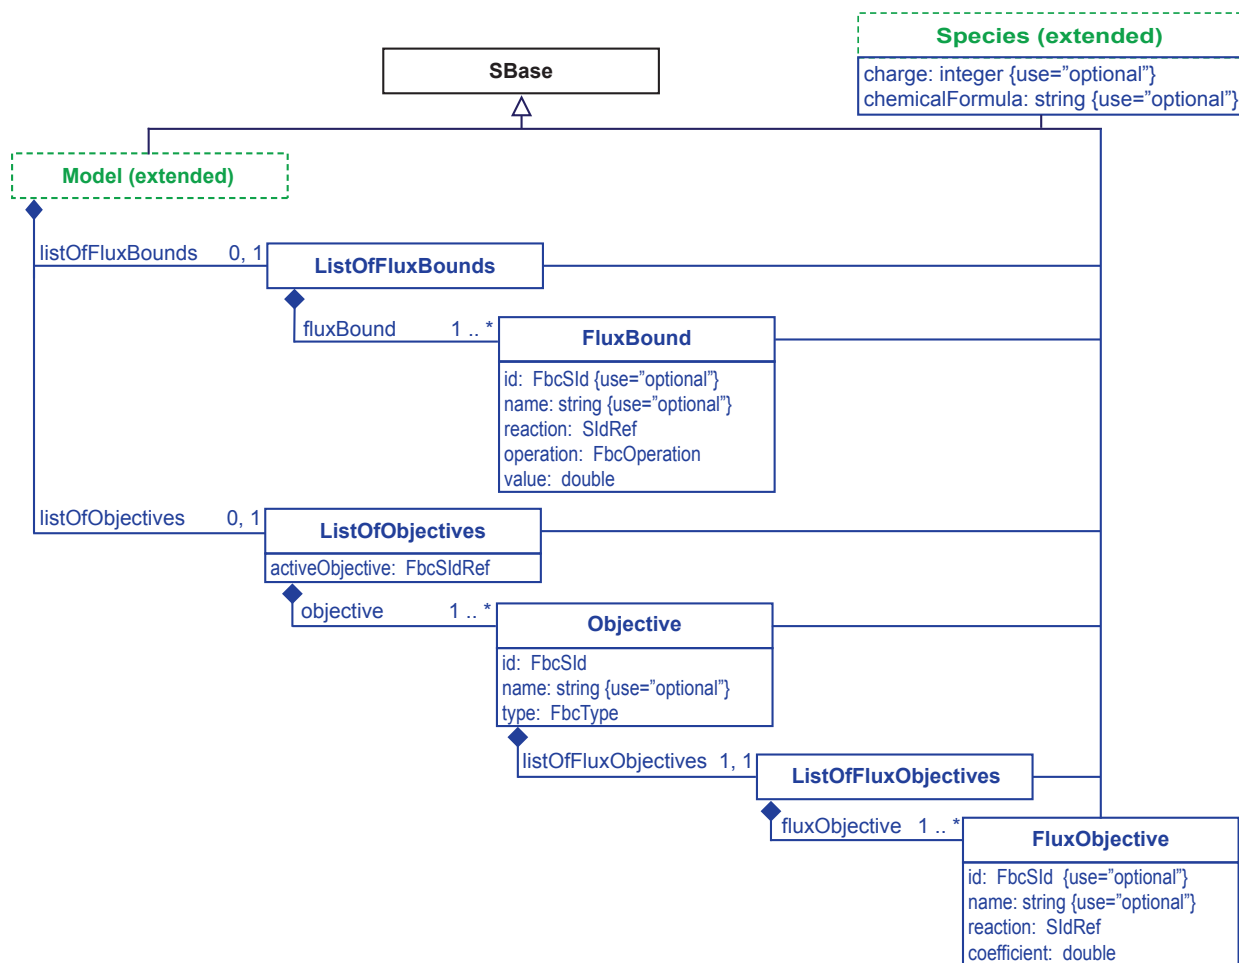 Species (extended)
charge: integer {use=”optional”}
chemicalFormula: string {use=”optional”}
SBase
Model (extended)
listOfFluxBounds 0, 1
ListOfFluxBounds
fluxBound 1 .. *
FluxBound
id: FbcSId {use=”optional”}
name: string {use=”optional”}
reaction: SIdRef
operation: FbcOperation
value: double
listOfObjectives 0, 1
ListOfObjectives
activeObjective: FbcSIdRef
objective 1 .. *
Objective
id: FbcSId
name: string {use=”optional”}
type: FbcType
listOfFluxObjectives 1, 1
ListOfFluxObjectives
fluxObjective 1 .. *
FluxObjective
id: FbcSId {use=”optional”}
name: string {use=”optional”}
reaction: SIdRef
coefficient: double